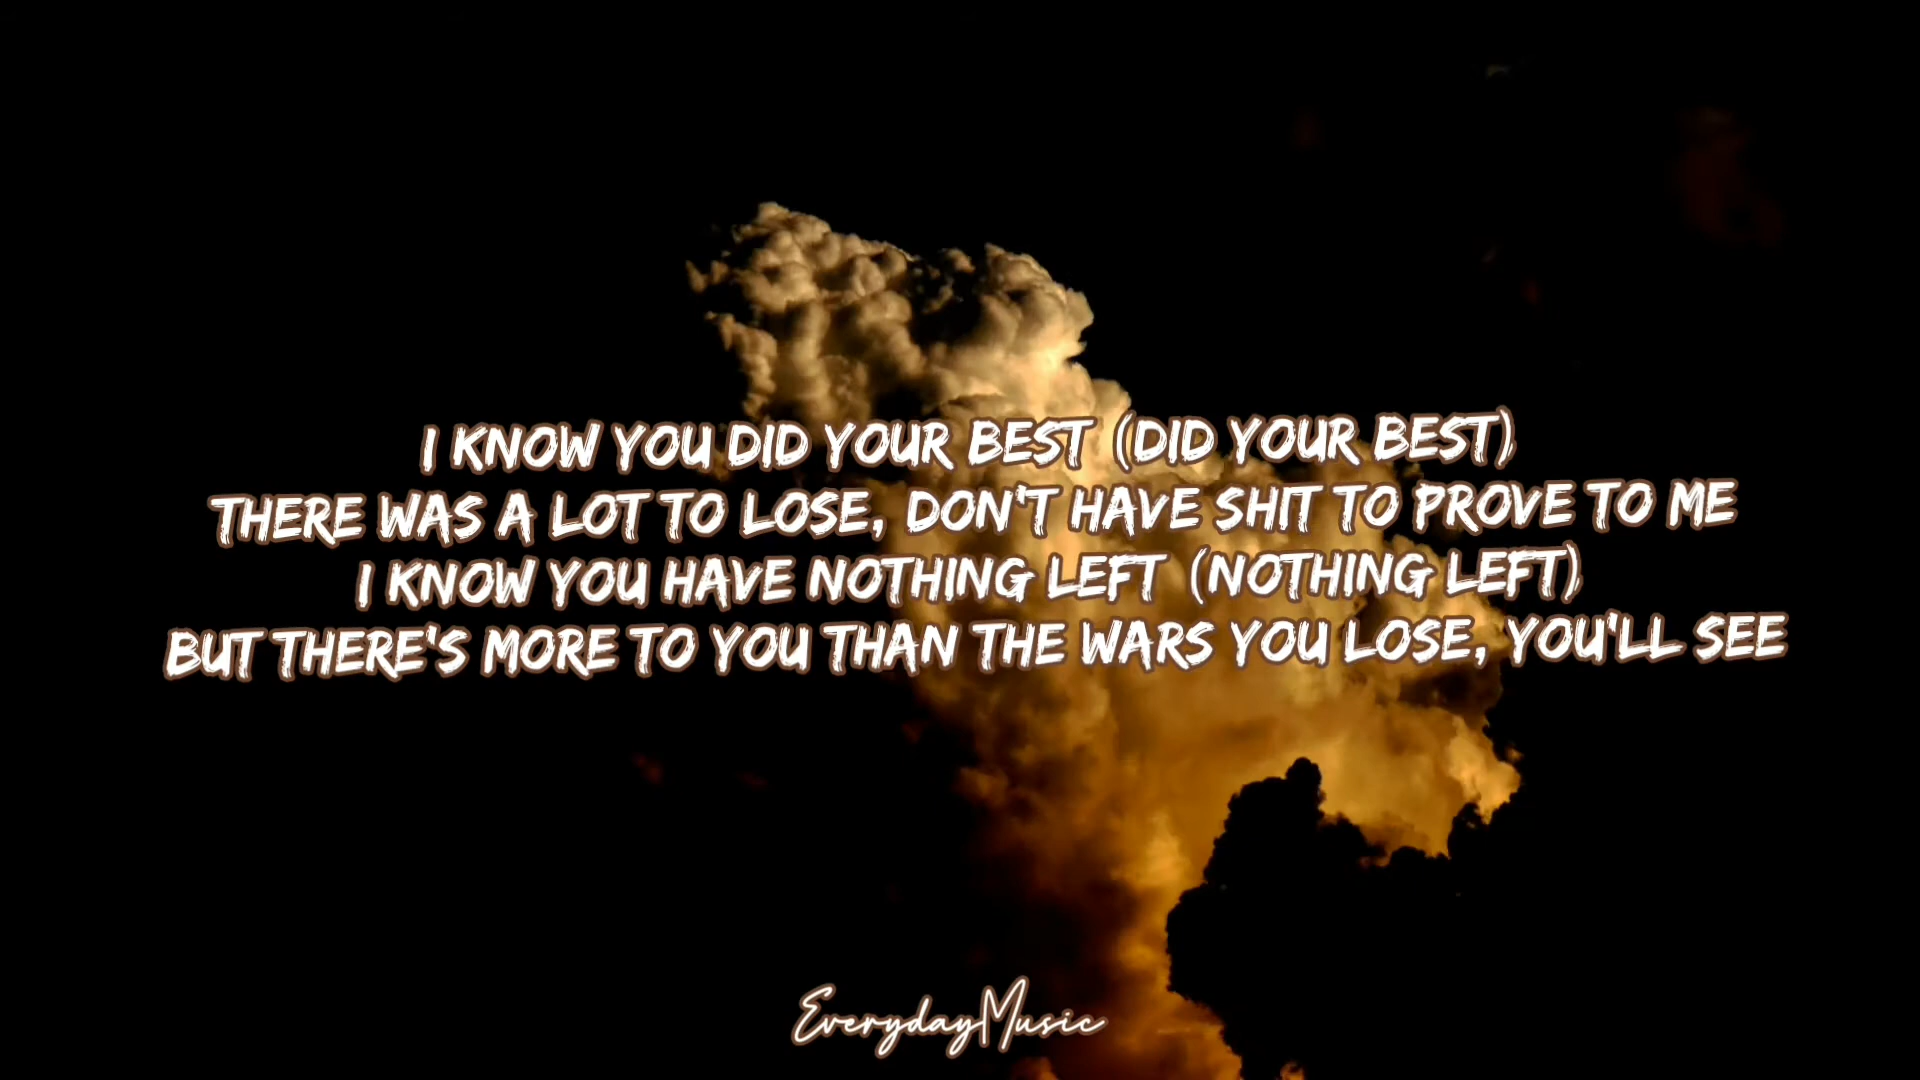 I KNOW YOU DID YOUR BEST (DID YOUR BEST)
THERE WAS A LOT TO LOSE, DON'T HAVE SHIT TO PROVE TO ME
I KNOW YOU HAVE NOTHING LEFT (NOTHING LEFT)
BUT THERE'S MORE TO YOU THAN THE WARS YOU LOSE, YOU'LL SEE
EverydayMusic